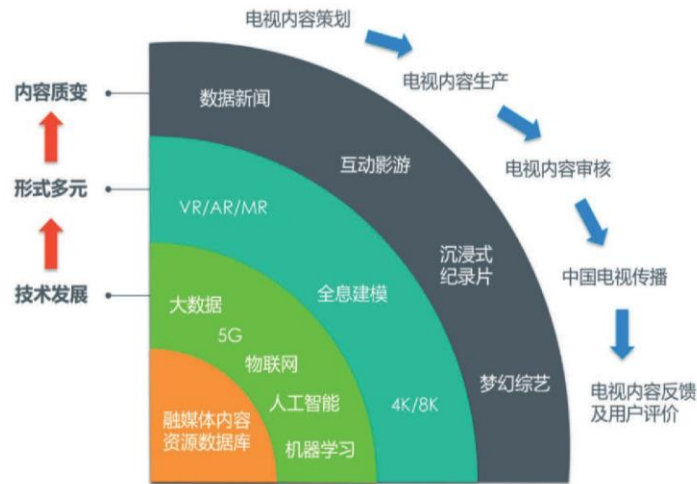 电视内容策划
电视内容生产
电视内容审核
中国电视传播
电视内容反馈
及用户评价
内容质变
形式多元
技术发展
数据新闻
互动影游
沉浸式
纪录片
梦幻综艺
VR/AR/MR
全息建模
4K/8K
大数据
5G
物联网
人工智能
机器学习
融媒体内容
资源数据库